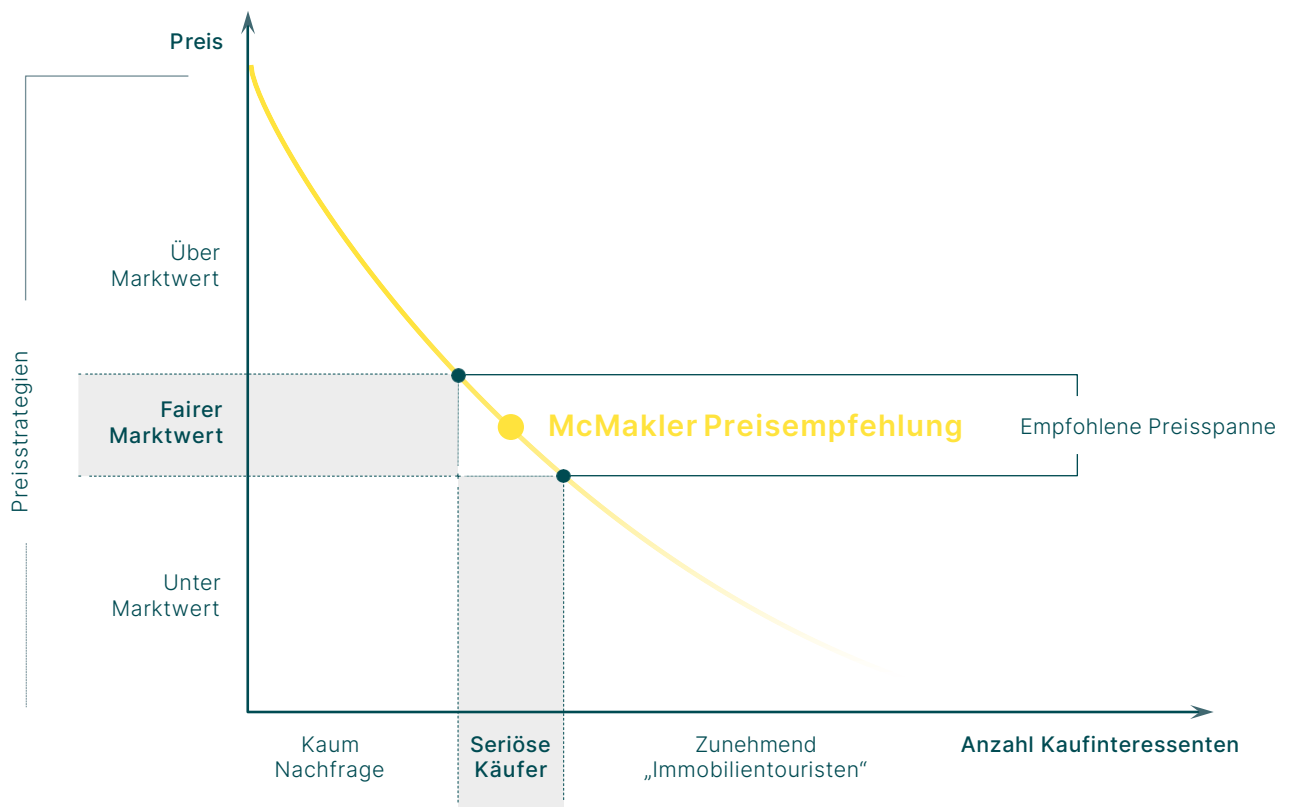 Preis
Über
Marktwert
Preisstrategien
Fairer
Marktwert
McMakler Preisempfehlung
Empfohlene Preisspanne
Unter
Marktwert
Kaum
Nachfrage
Seriöse
Käufer
Zunehmend
„Immobilientouristen“
Anzahl Kaufinteressenten